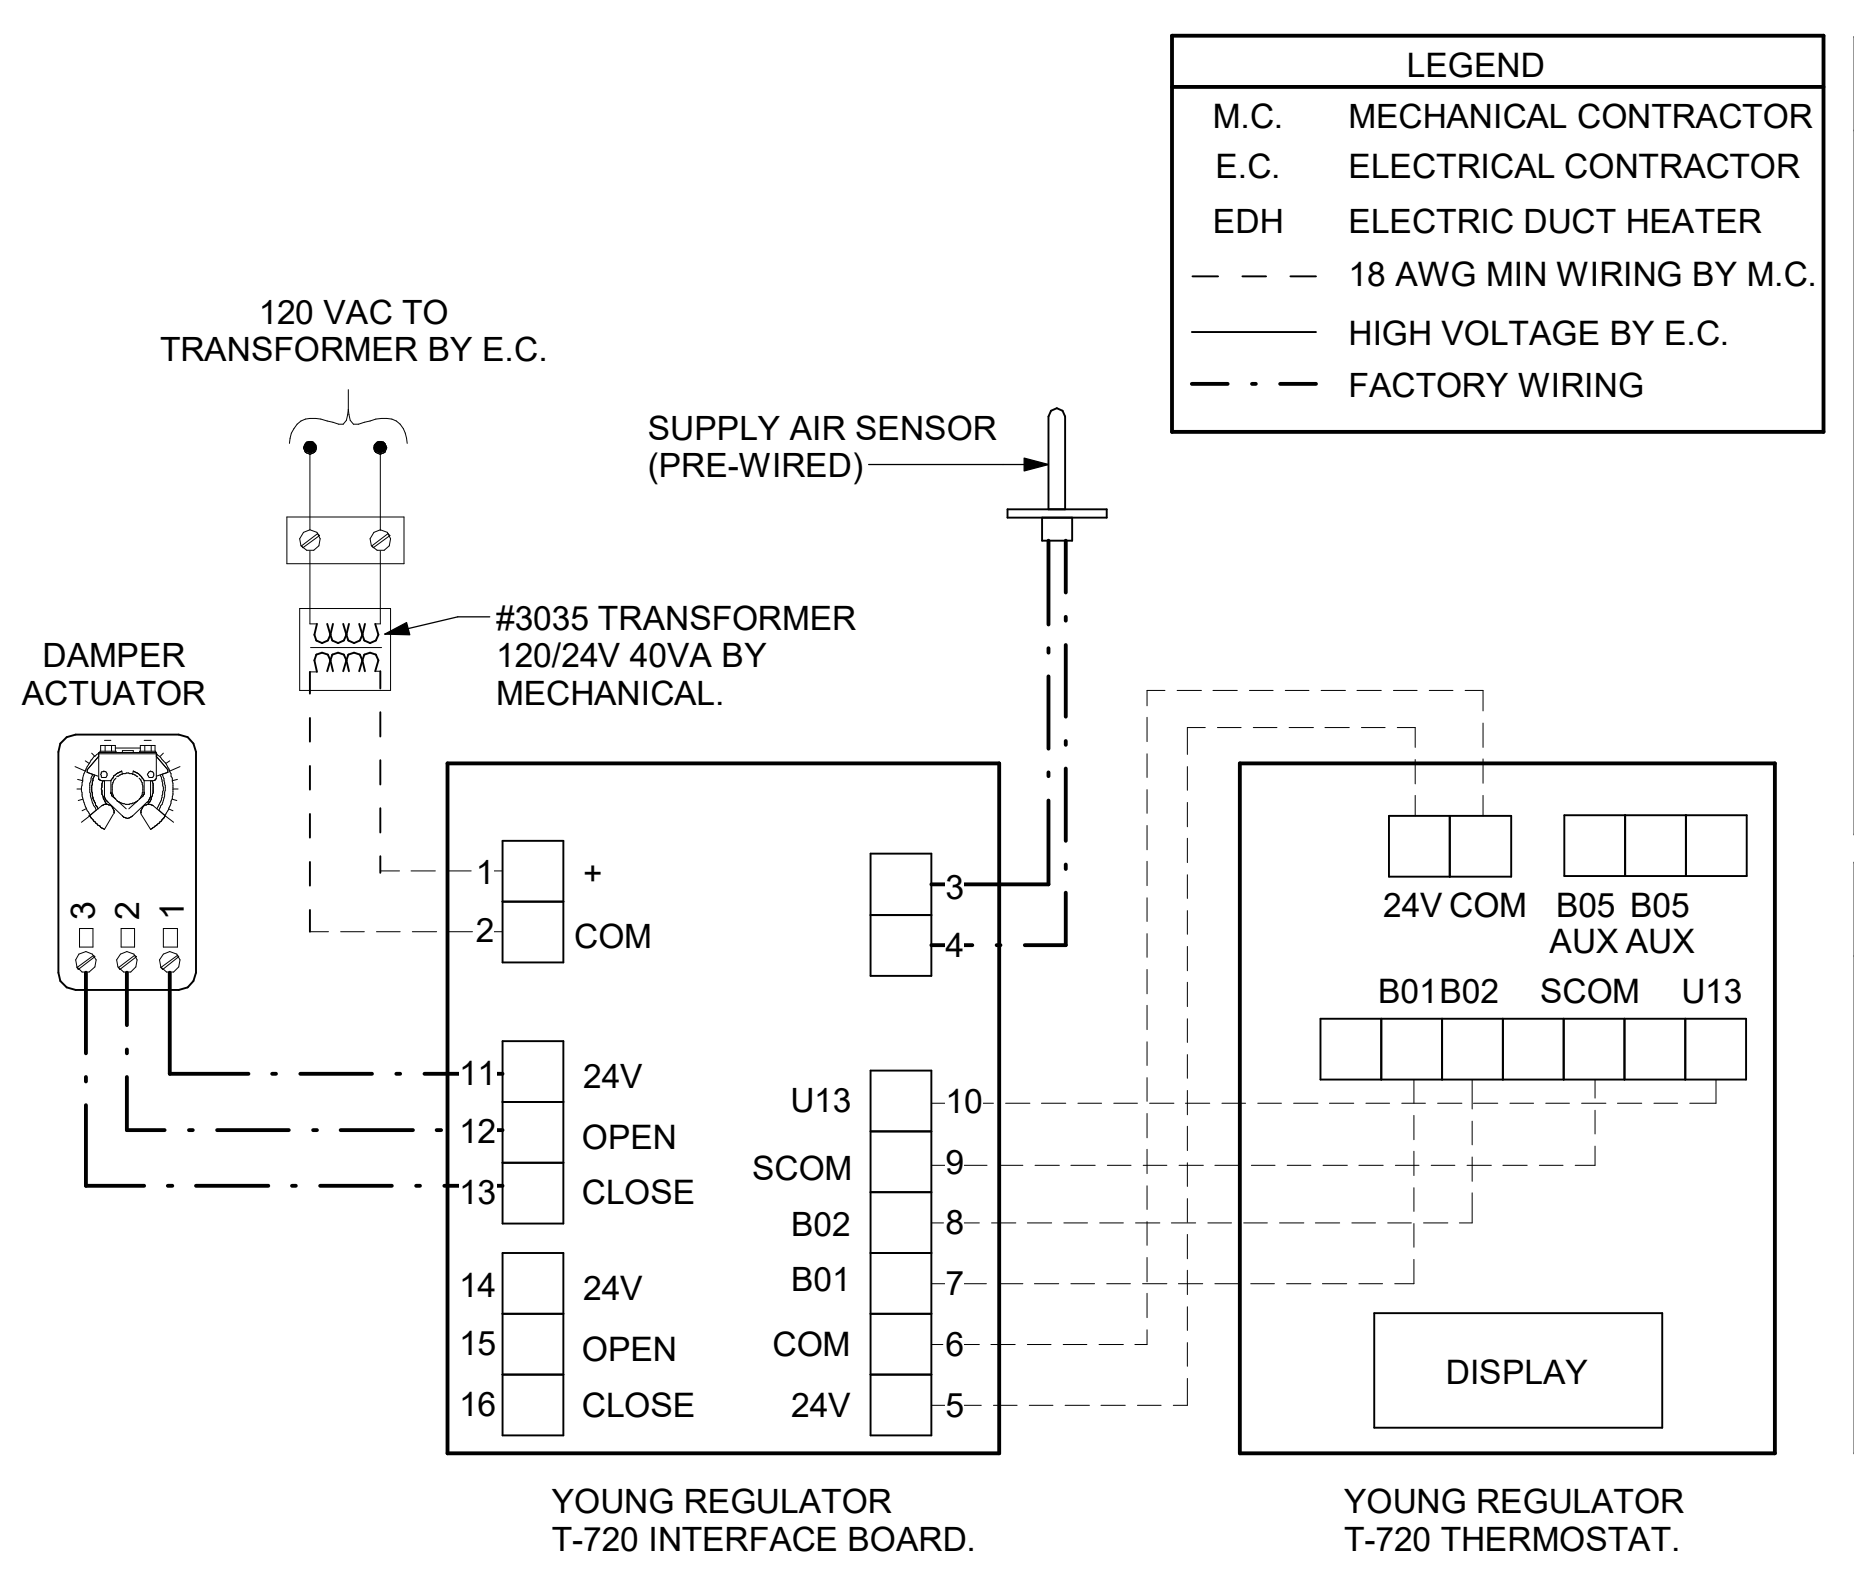 LEGEND
M.C. MECHANICAL CONTRACTOR
E.C. ELECTRICAL CONTRACTOR
EDH ELECTRIC DUCT HEATER
18 AWG MIN WIRING BY M.C.
HIGH VOLTAGE BY E.C.
FACTORY WIRING
120 VAC TO
TRANSFORMER BY E.C.
SUPPLY AIR SENSOR
(PRE-WIRED)
#3035 TRANSFORMER
120/24V 40VA BY
MECHANICAL.
DAMPER
ACTUATOR
3 2 1
1 +
2 COM
3
4
11 24V
12 OPEN
13 CLOSE
14 24V
15 OPEN
16 CLOSE
U13 10
SCOM 9
B02 8
B01 7
COM 6
24V 5
24V COM B05 B05
AUX AUX
B01 B02 SCOM U13
DISPLAY
YOUNG REGULATOR
T-720 INTERFACE BOARD.
YOUNG REGULATOR
T-720 THERMOSTAT.